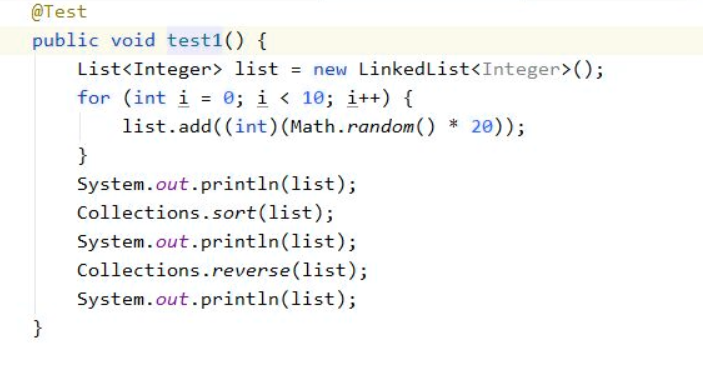 @Test
public void test1() {
    List<Integer> list = new LinkedList<Integer>();
    for (int i = 0; i < 10; i++) {
        list.add((int)(Math.random() * 20));
    }
    System.out.println(list);
    Collections.sort(list);
    System.out.println(list);
    Collections.reverse(list);
    System.out.println(list);
}